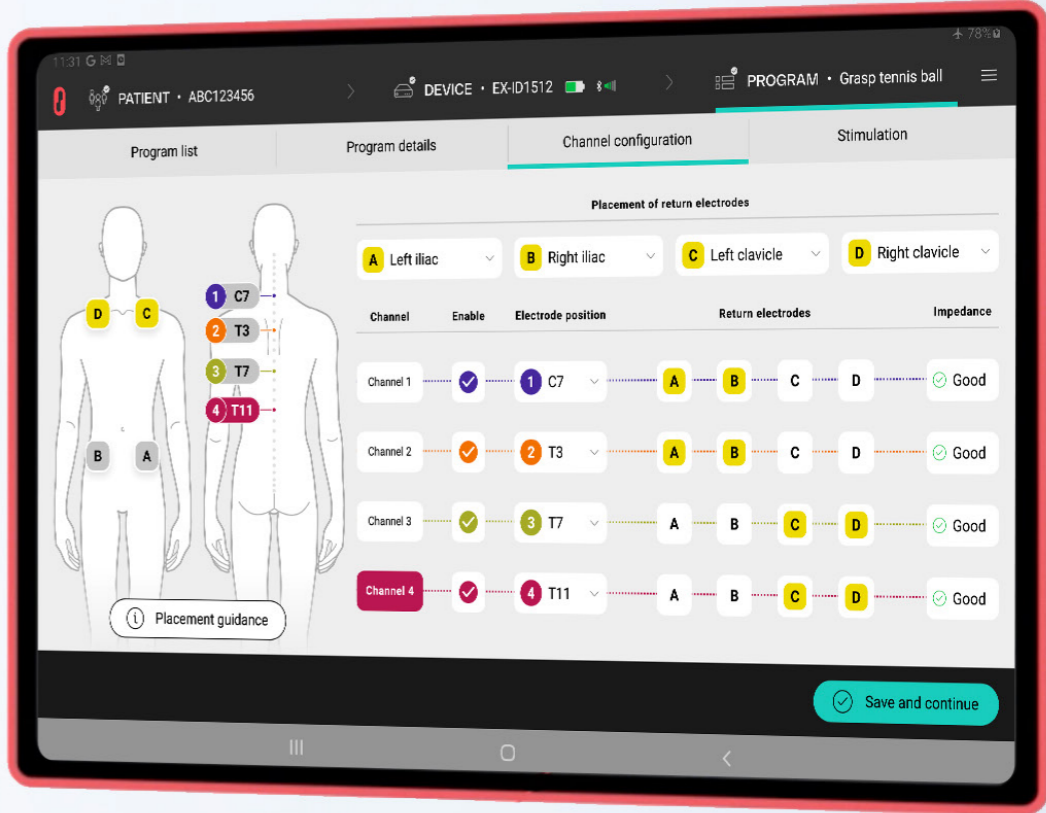 11:31 G
78%
PATIENT • ABC123456
DEVICE • EX-ID1512
PROGRAM • Grasp tennis ball
Program list
Program details
Channel configuration
Stimulation
Placement of return electrodes
A Left iliac
B Right iliac
C Left clavicle
D Right clavicle
Channel Enable Electrode position Return electrodes Impedance
Channel 1 1 C7 A B C D Good
Channel 2 2 T3 A B C D Good
Channel 3 3 T7 A B C D Good
Channel 4 4 T11 A B C D Good
D C
B A
1 C7
2 T3
3 T7
4 T11
i Placement guidance
Save and continue